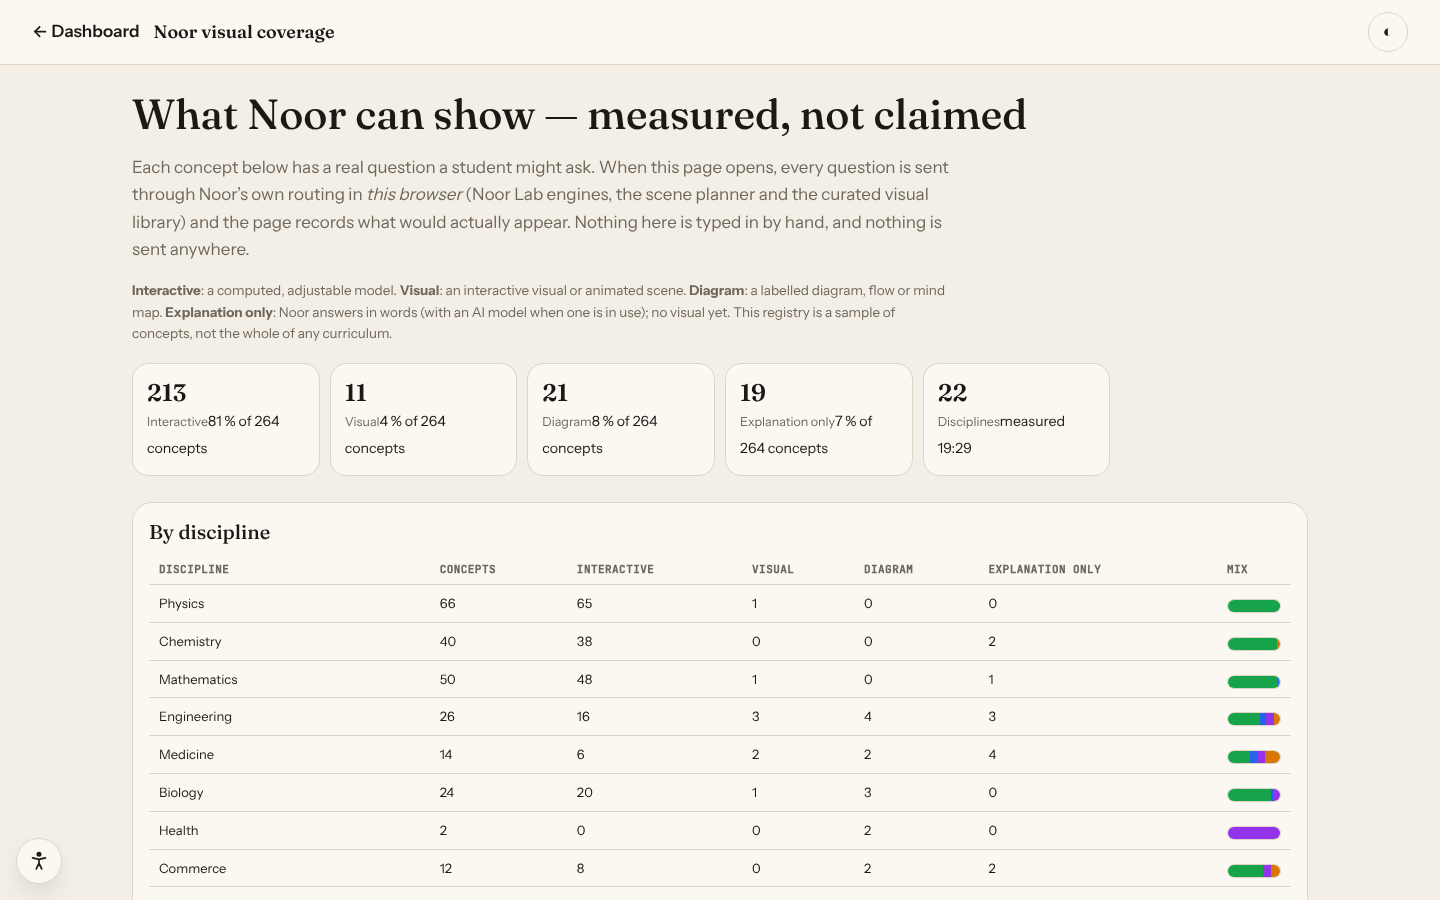 ← Dashboard Noor visual coverage
What Noor can show — measured, not claimed
Each concept below has a real question a student might ask. When this page opens, every question is sent
through Noor’s own routing in this browser (Noor Lab engines, the scene planner and the curated visual
library) and the page records what would actually appear. Nothing here is typed in by hand, and nothing is
sent anywhere.
Interactive: a computed, adjustable model. Visual: an interactive visual or animated scene. Diagram: a labelled diagram, flow or mind
map. Explanation only: Noor answers in words (with an AI model when one is in use); no visual yet. This registry is a sample of
concepts, not the whole of any curriculum.
213
Interactive81 % of 264
concepts
11
Visual4 % of 264
concepts
21
Diagram8 % of 264
concepts
19
Explanation only7 % of
264 concepts
22
Disciplinesmeasured
19:29
By discipline
DISCIPLINE CONCEPTS INTERACTIVE VISUAL DIAGRAM EXPLANATION ONLY MIX
Physics 66 65 1 0 0
Chemistry 40 38 0 0 2
Mathematics 50 48 1 0 1
Engineering 26 16 3 4 3
Medicine 14 6 2 2 4
Biology 24 20 1 3 0
Health 2 0 0 2 0
Commerce 12 8 0 2 2